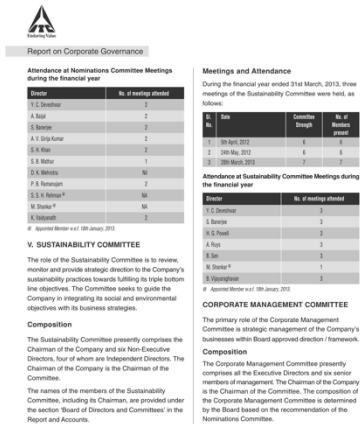 ITC
Enduring Value
Report on Corporate Governance
Attendance at Nominations Committee Meetings
during the financial year
Director No. of meetings attended
Y. C. Deveshwar 2
A. Baijal 2
S. Banerjee 2
A. V. Girija Kumar 2
S. H. Khan 2
S. B. Mathur 1
D. K. Mehrotra Nil
P. B. Ramanujam 2
S. S. H. Rehman @ NA
M. Shankar @ NA
K. Vaidyanath 2
@ Appointed Member w.e.f. 18th January, 2013.
V. SUSTAINABILITY COMMITTEE
The role of the Sustainability Committee is to review,
monitor and provide strategic direction to the Company's
sustainability practices towards fulfilling its triple bottom
line objectives. The Committee seeks to guide the
Company in integrating its social and environmental
objectives with its business strategies.
Composition
The Sustainability Committee presently comprises the
Chairman of the Company and six Non-Executive
Directors, four of whom are Independent Directors. The
Chairman of the Company is the Chairman of the
Committee.
The names of the members of the Sustainability
Committee, including its Chairman, are provided under
the section 'Board of Directors and Committees' in the
Report and Accounts.
Meetings and Attendance
During the financial year ended 31st March, 2013, three
meetings of the Sustainability Committee were held, as
follows:
Sl. No. Date Committee Strength No. of Members present
1 5th April, 2012 6 6
2 24th May, 2012 6 6
3 26th March, 2013 7 7
Attendance at Sustainability Committee Meetings during
the financial year
Director No. of meetings attended
Y. C. Deveshwar 3
S. Banerjee 3
H. G. Powell 3
A. Ruys 3
B. Sen 3
M. Shankar @ 1
B. Vijayaraghavan 3
@ Appointed Member w.e.f. 18th January, 2013.
CORPORATE MANAGEMENT COMMITTEE
The primary role of the Corporate Management
Committee is strategic management of the Company's
businesses within Board approved direction / framework.
Composition
The Corporate Management Committee presently
comprises all the Executive Directors and six senior
members of management. The Chairman of the Company
is the Chairman of the Committee. The composition of
the Corporate Management Committee is determined
by the Board based on the recommendation of the
Nominations Committee.